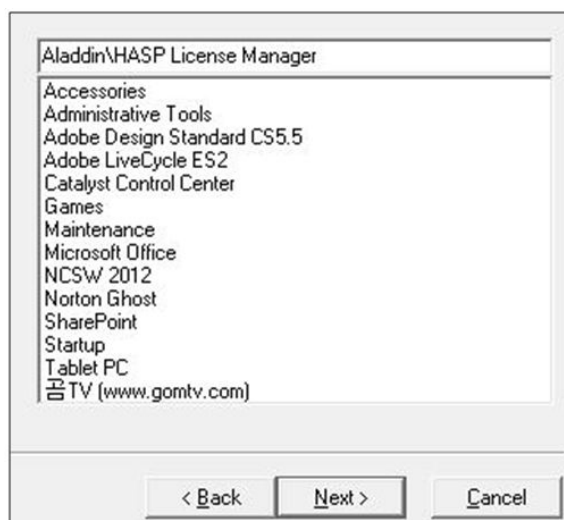 Aladdin\HASP License Manager
Accessories
Administrative Tools
Adobe Design Standard CS5.5
Adobe LiveCycle ES2
Catalyst Control Center
Games
Maintenance
Microsoft Office
NCSW 2012
Norton Ghost
SharePoint
Startup
Tablet PC
곰TV (www.gomtv.com)
< Back Next > Cancel